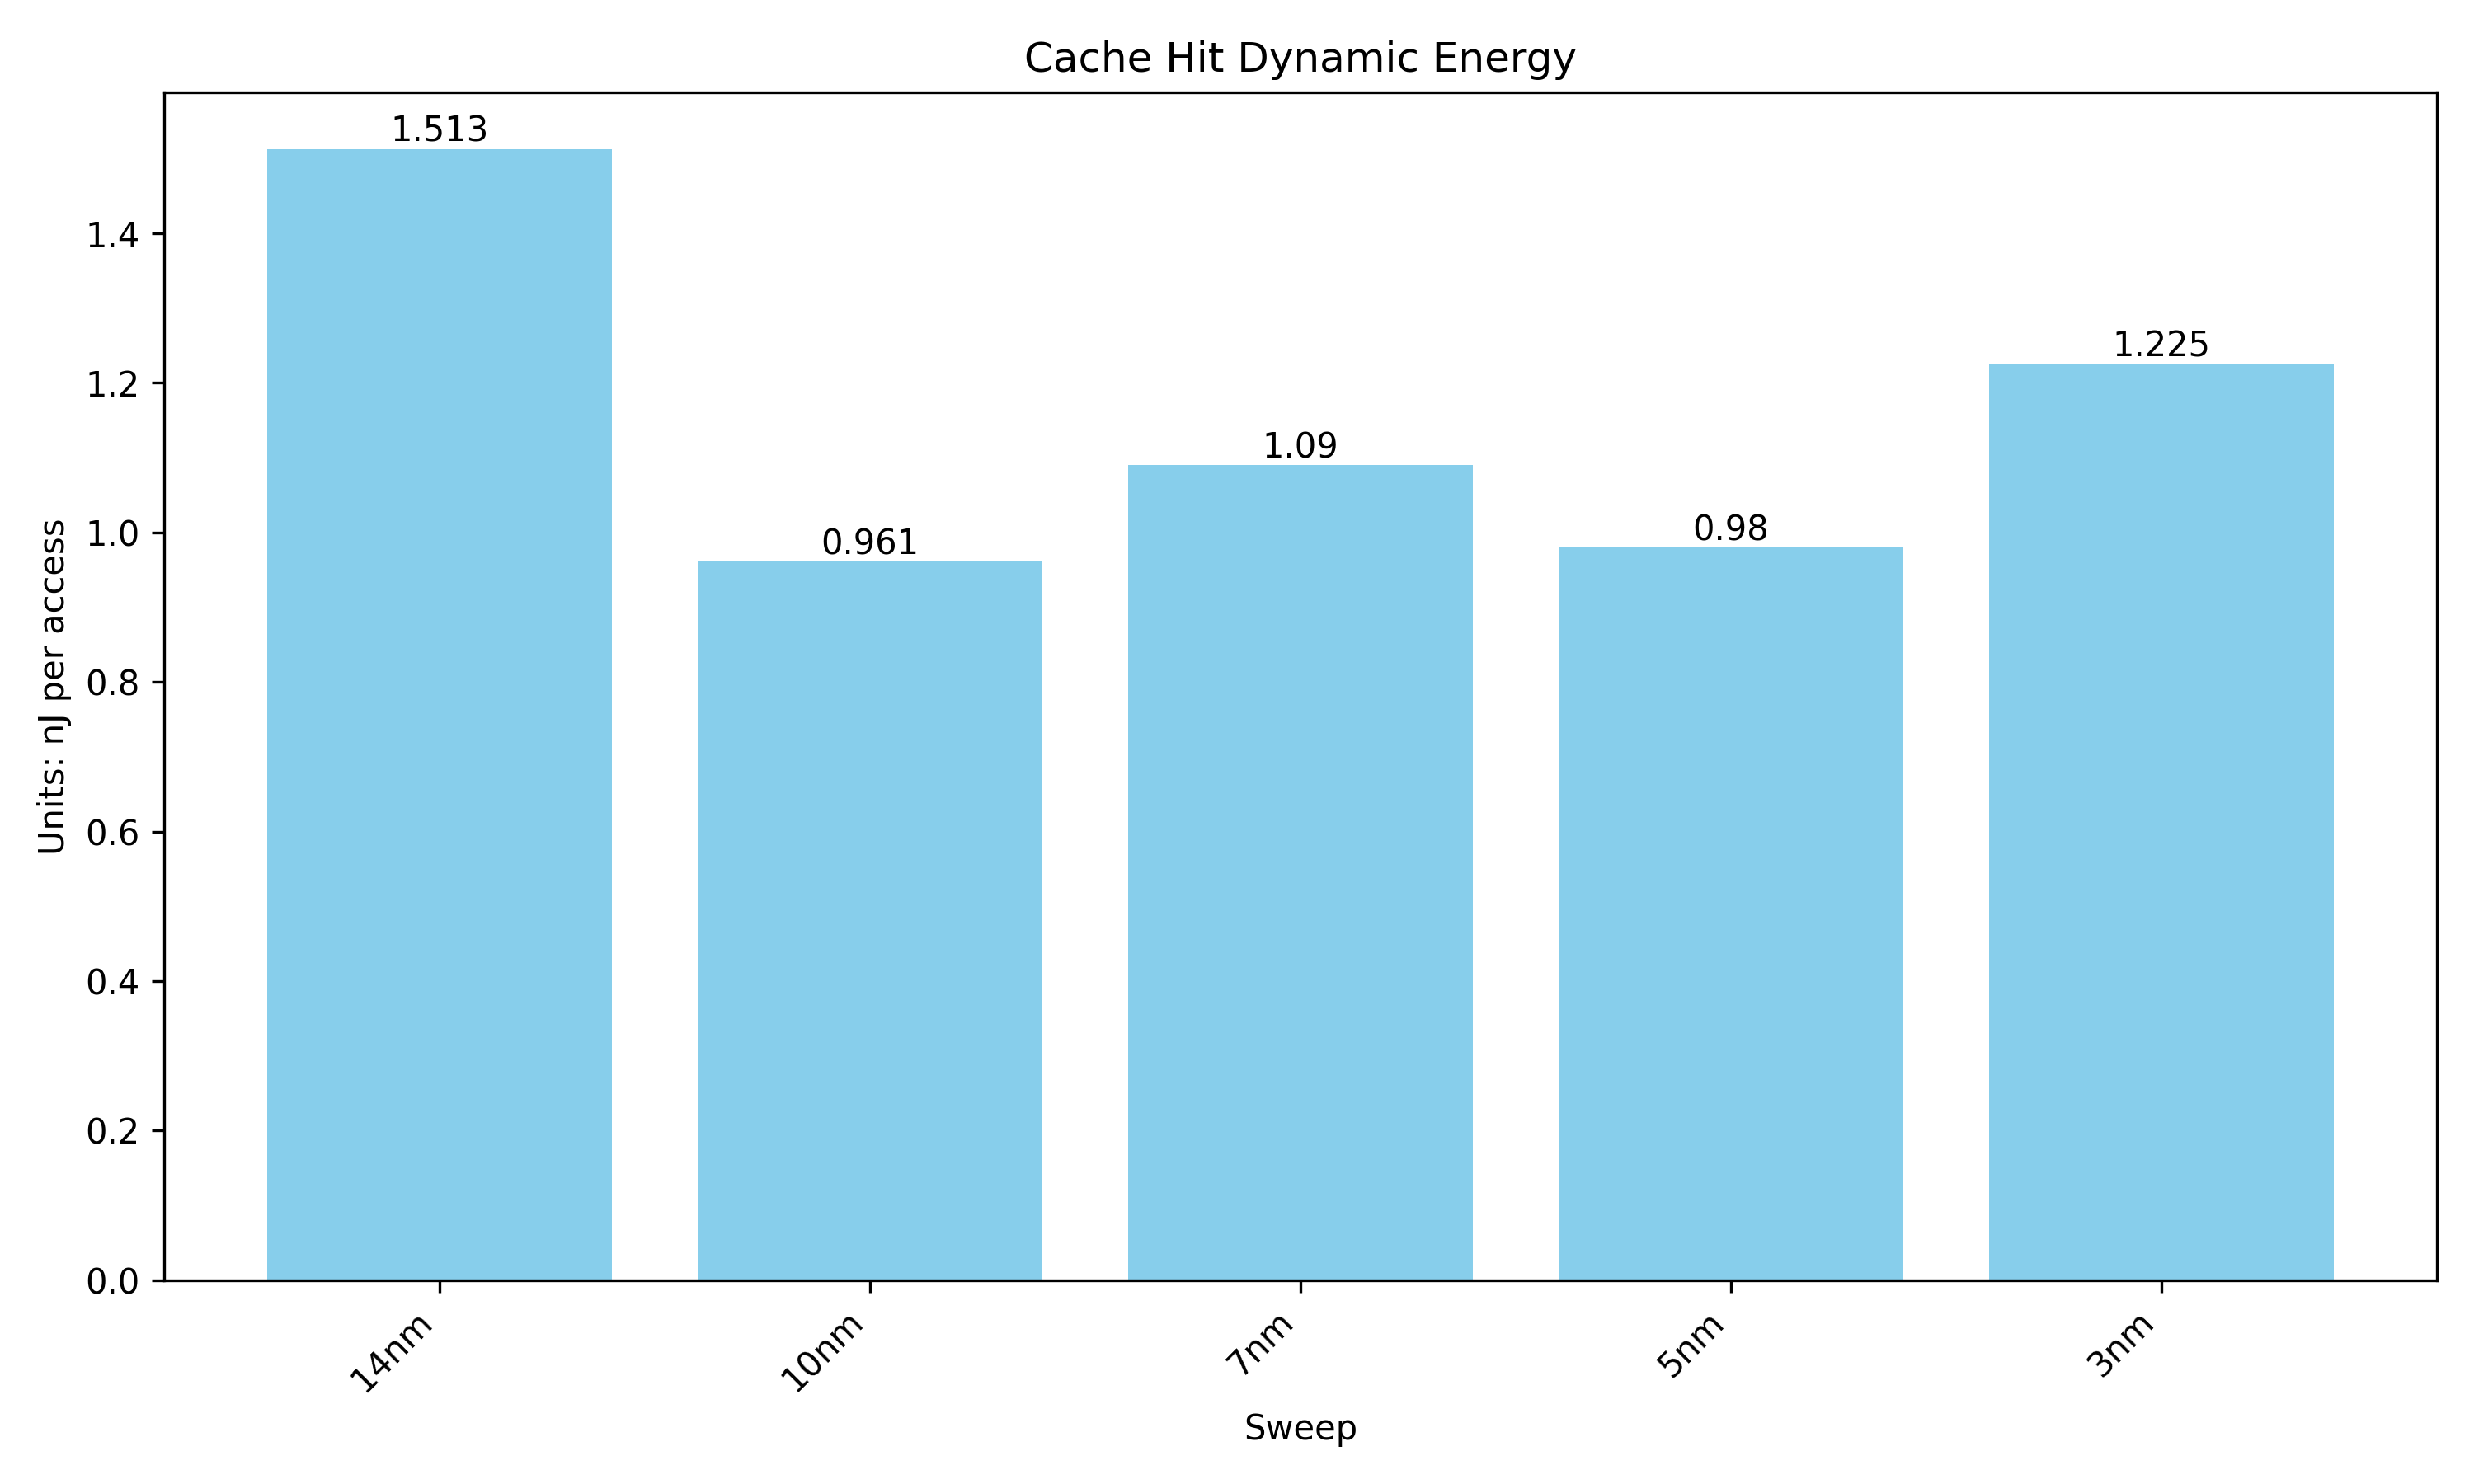 Cache Hit Dynamic Energy
1.513
0.961
1.09
0.98
1.225
Units: nJ per access
1.4
1.2
1.0
0.8
0.6
0.4
0.2
0.0
14nm
10nm
7nm
5nm
3nm
Sweep